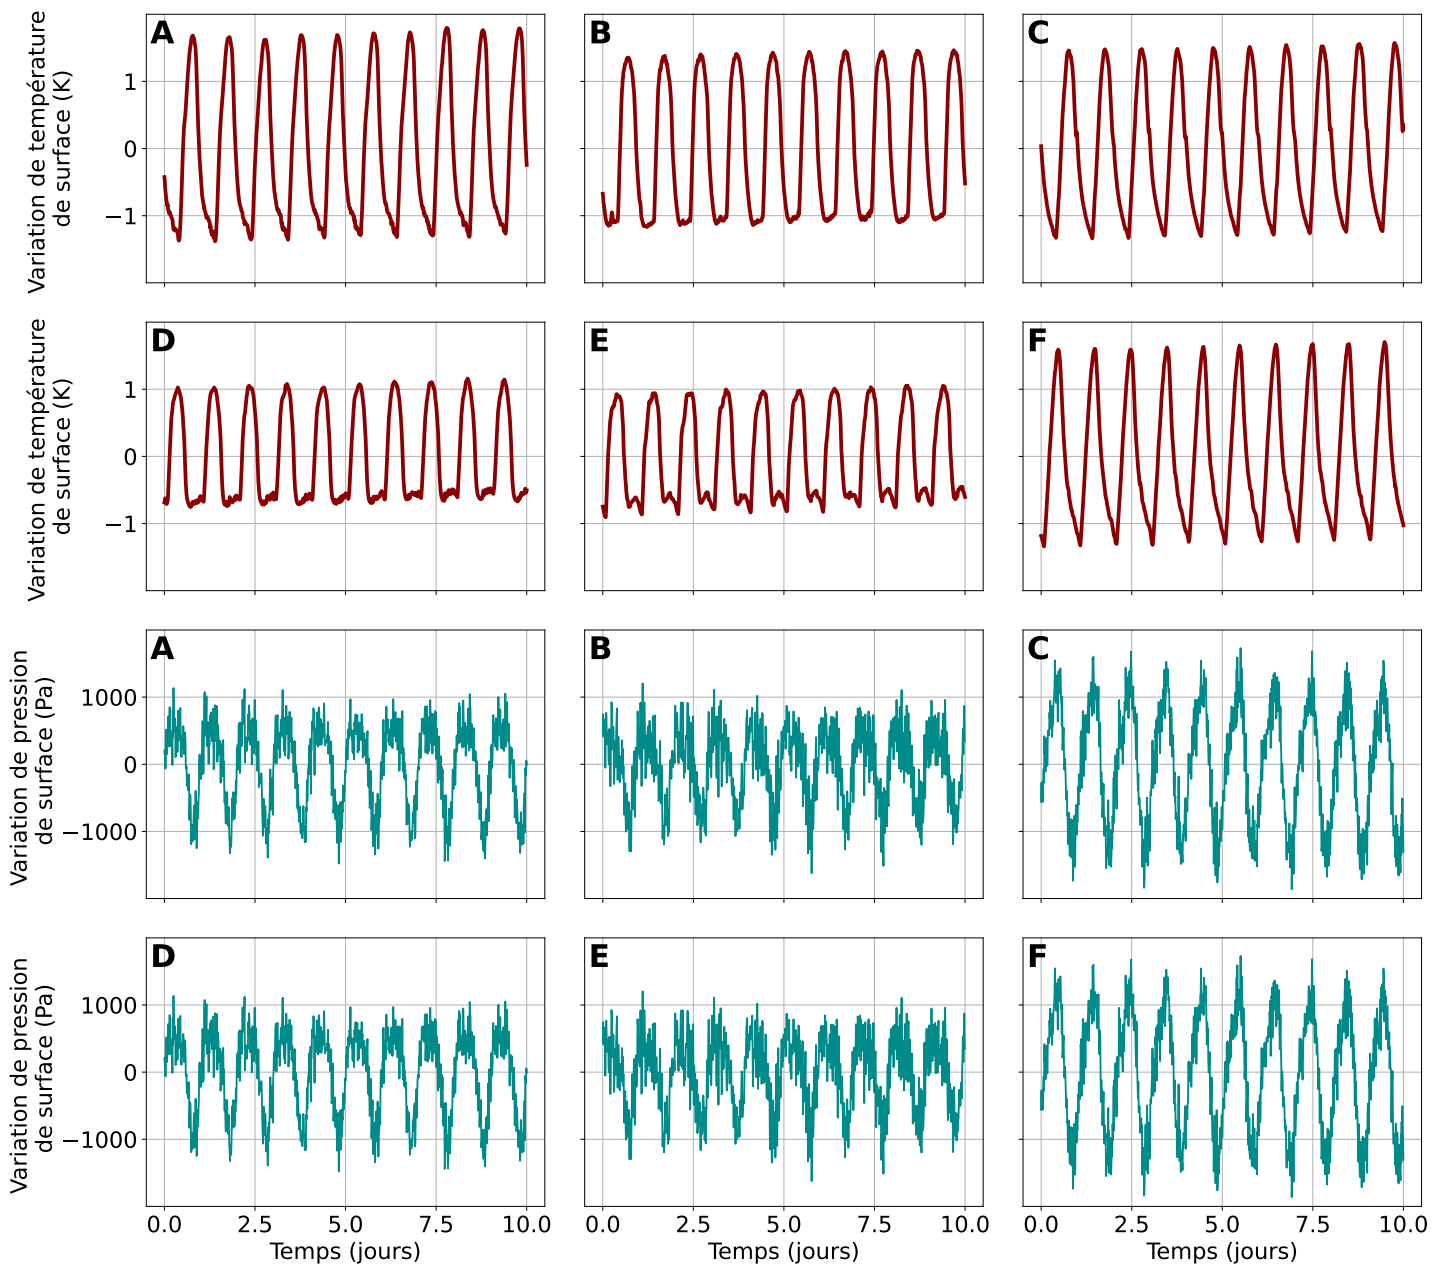 Variation de température
de surface (K)
A
B
C
1
0
−1
Variation de température
de surface (K)
D
E
F
1
0
−1
Variation de pression
de surface (Pa)
A
B
C
1000
0
−1000
Variation de pression
de surface (Pa)
D
E
F
1000
0
−1000
0.0 2.5 5.0 7.5 10.0
0.0 2.5 5.0 7.5 10.0
0.0 2.5 5.0 7.5 10.0
Temps (jours)
Temps (jours)
Temps (jours)